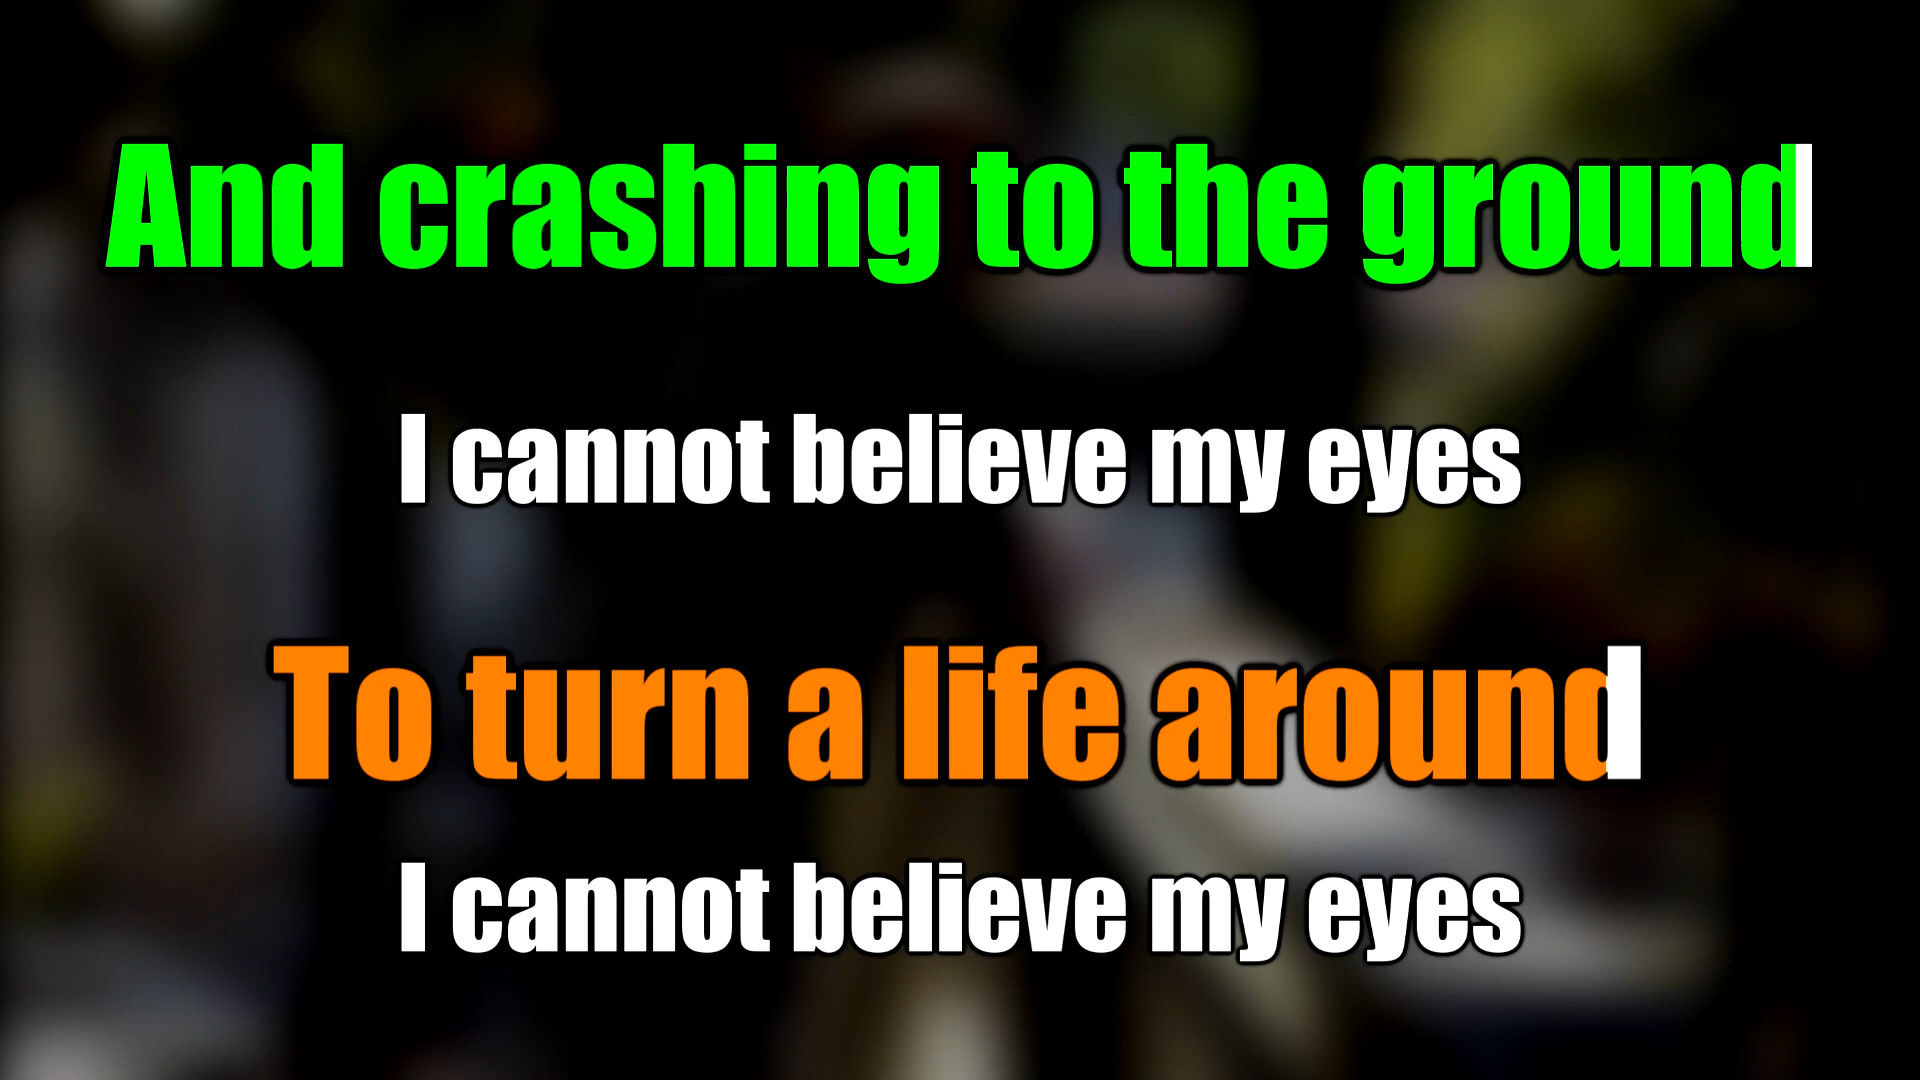 And crashing to the ground
I cannot believe my eyes
To turn a life around
I cannot believe my eyes